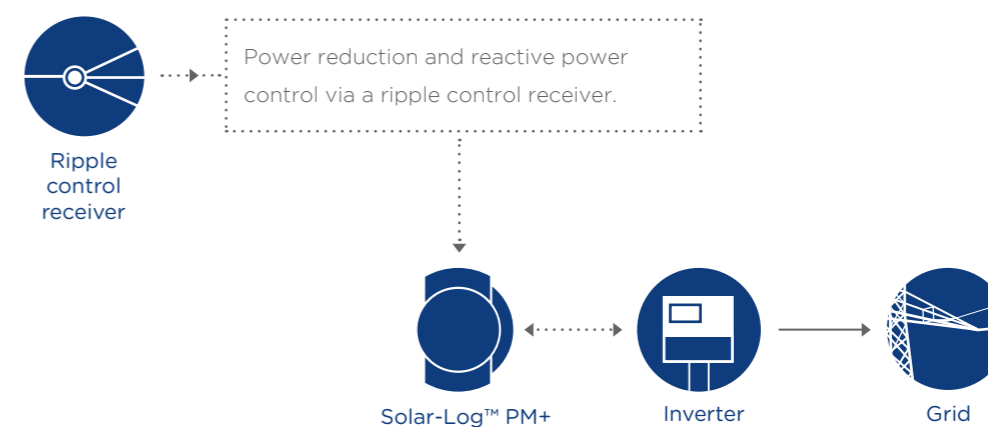 Power reduction and reactive power
control via a ripple control receiver.
Ripple
control
receiver
Solar-Log™ PM+
Inverter
Grid